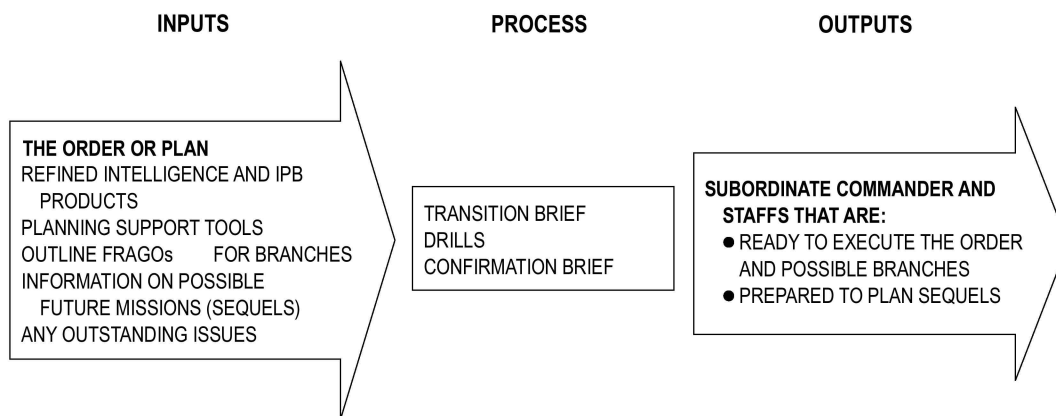 INPUTS
PROCESS
OUTPUTS
THE ORDER OR PLAN
REFINED INTELLIGENCE AND IPB
PRODUCTS
PLANNING SUPPORT TOOLS
OUTLINE FRAGOs FOR BRANCHES
INFORMATION ON POSSIBLE
FUTURE MISSIONS (SEQUELS)
ANY OUTSTANDING ISSUES
TRANSITION BRIEF
DRILLS
CONFIRMATION BRIEF
SUBORDINATE COMMANDER AND
STAFFS THAT ARE:
● READY TO EXECUTE THE ORDER
AND POSSIBLE BRANCHES
● PREPARED TO PLAN SEQUELS